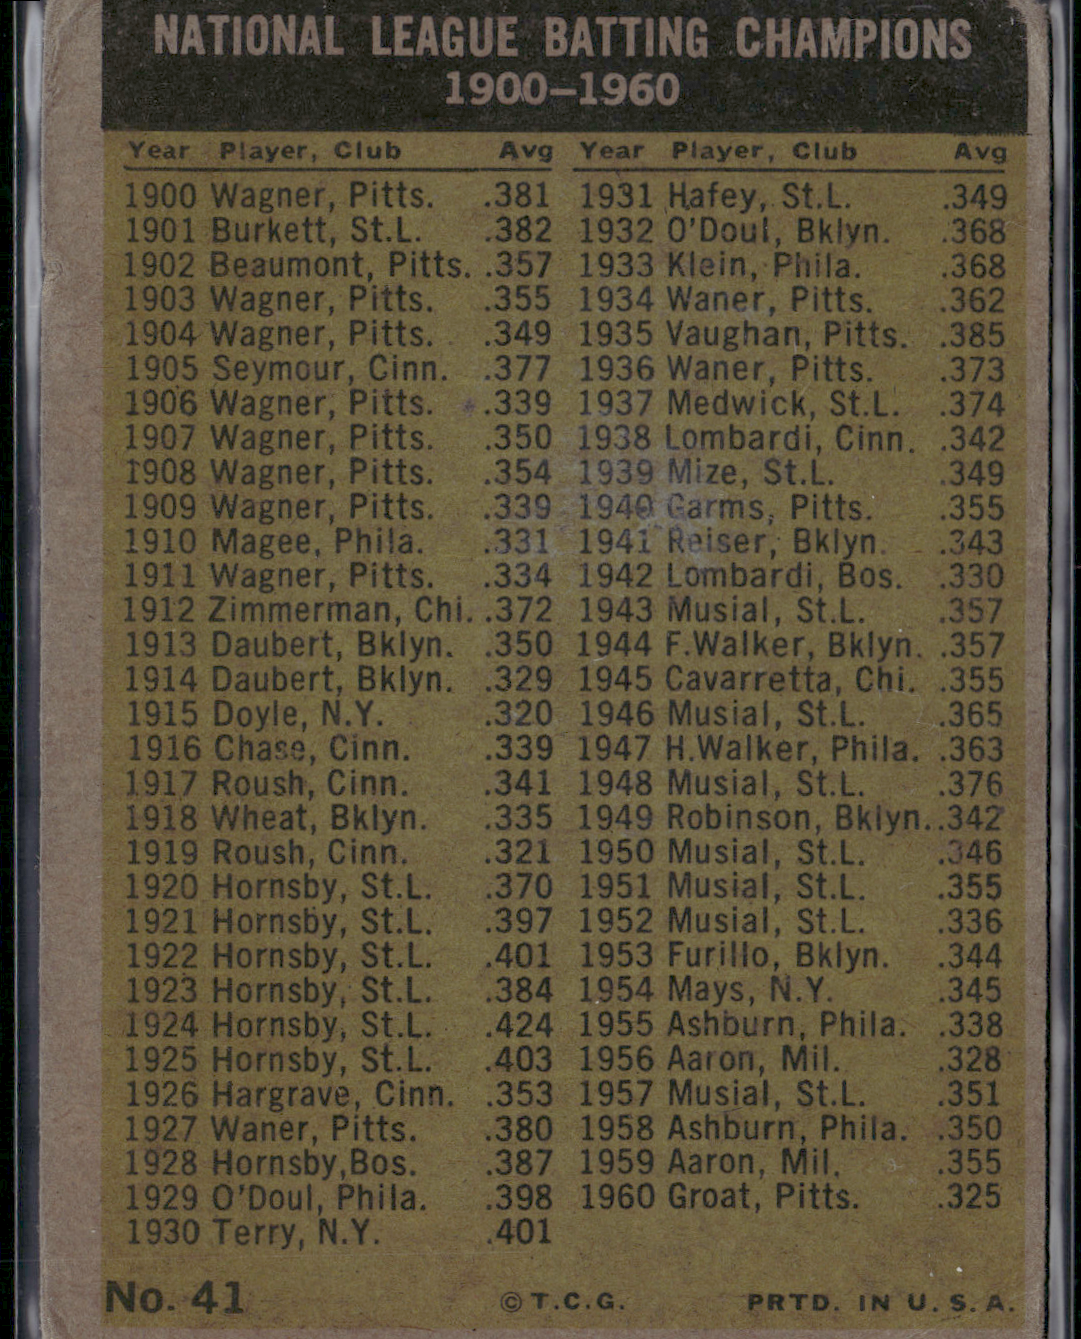 NATIONAL LEAGUE BATTING CHAMPIONS
1900–1960
Year Player, Club Avg Year Player, Club Avg
1900 Wagner, Pitts. .381 1931 Hafey, St.L. .349
1901 Burkett, St.L. .382 1932 O'Doul, Bklyn. .368
1902 Beaumont, Pitts. .357 1933 Klein, Phila. .368
1903 Wagner, Pitts. .355 1934 Waner, Pitts. .362
1904 Wagner, Pitts. .349 1935 Vaughan, Pitts. .385
1905 Seymour, Cinn. .377 1936 Waner, Pitts. .373
1906 Wagner, Pitts. .339 1937 Medwick, St.L. .374
1907 Wagner, Pitts. .350 1938 Lombardi, Cinn. .342
1908 Wagner, Pitts. .354 1939 Mize, St.L. .349
1909 Wagner, Pitts. .339 1940 Garms, Pitts. .355
1910 Magee, Phila. .331 1941 Reiser, Bklyn. .343
1911 Wagner, Pitts. .334 1942 Lombardi, Bos. .330
1912 Zimmerman, Chi. .372 1943 Musial, St.L. .357
1913 Daubert, Bklyn. .350 1944 F.Walker, Bklyn. .357
1914 Daubert, Bklyn. .329 1945 Cavarretta, Chi. .355
1915 Doyle, N.Y. .320 1946 Musial, St.L. .365
1916 Chase, Cinn. .339 1947 H.Walker, Phila. .363
1917 Roush, Cinn. .341 1948 Musial, St.L. .376
1918 Wheat, Bklyn. .335 1949 Robinson, Bklyn. .342
1919 Roush, Cinn. .321 1950 Musial, St.L. .346
1920 Hornsby, St.L. .370 1951 Musial, St.L. .355
1921 Hornsby, St.L. .397 1952 Musial, St.L. .336
1922 Hornsby, St.L. .401 1953 Furillo, Bklyn. .344
1923 Hornsby, St.L. .384 1954 Mays, N.Y. .345
1924 Hornsby, St.L. .424 1955 Ashburn, Phila. .338
1925 Hornsby, St.L. .403 1956 Aaron, Mil. .328
1926 Hargrave, Cinn. .353 1957 Musial, St.L. .351
1927 Waner, Pitts. .380 1958 Ashburn, Phila. .350
1928 Hornsby,Bos. .387 1959 Aaron, Mil. .355
1929 O'Doul, Phila. .398 1960 Groat, Pitts. .325
1930 Terry, N.Y. .401
No. 41 © T.C.G. PRTD. IN U.S.A.